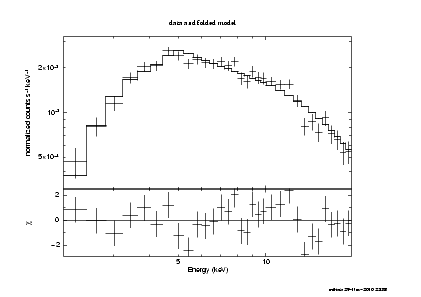 data and folded model
normalized counts s⁻¹ keV⁻¹
2×10⁻³
10⁻³
5×10⁻⁴
χ
2
0
−2
5
10
Energy (keV)